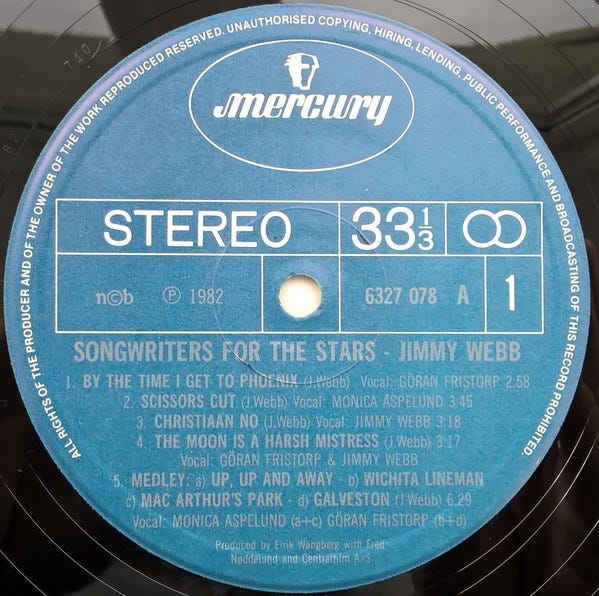 ALL RIGHTS OF THE PRODUCER AND OF THE OWNER OF THE WORK REPRODUCED RESERVED. UNAUTHORISED COPYING, HIRING, LENDING, PUBLIC PERFORMANCE AND BROADCASTING OF THIS RECORD PROHIBITED.
mercury
STEREO 33 1/3
n©b ℗ 1982 6327 078 A 1
SONGWRITERS FOR THE STARS - JIMMY WEBB
1. BY THE TIME I GET TO PHOENIX (J.Webb) Vocal: GÖRAN FRISTORP 2:58
2. SCISSORS CUT (J.Webb) Vocal: MONICA ASPELUND 3:45
3. CHRISTIAAN NO (J.Webb) Vocal: JIMMY WEBB 3:18
4. THE MOON IS A HARSH MISTRESS (J.Webb) 3:17
Vocal: GÖRAN FRISTORP & JIMMY WEBB
5. MEDLEY: a) UP, UP AND AWAY - b) WICHITA LINEMAN
c) MAC ARTHUR'S PARK - d) GALVESTON (J.Webb) 6:29
Vocal: MONICA ASPELUND (a+c) GÖRAN FRISTORP (b+d)
Produced by Eirik Wangberg with Fred
Nøddelund and Centralfilm A/S